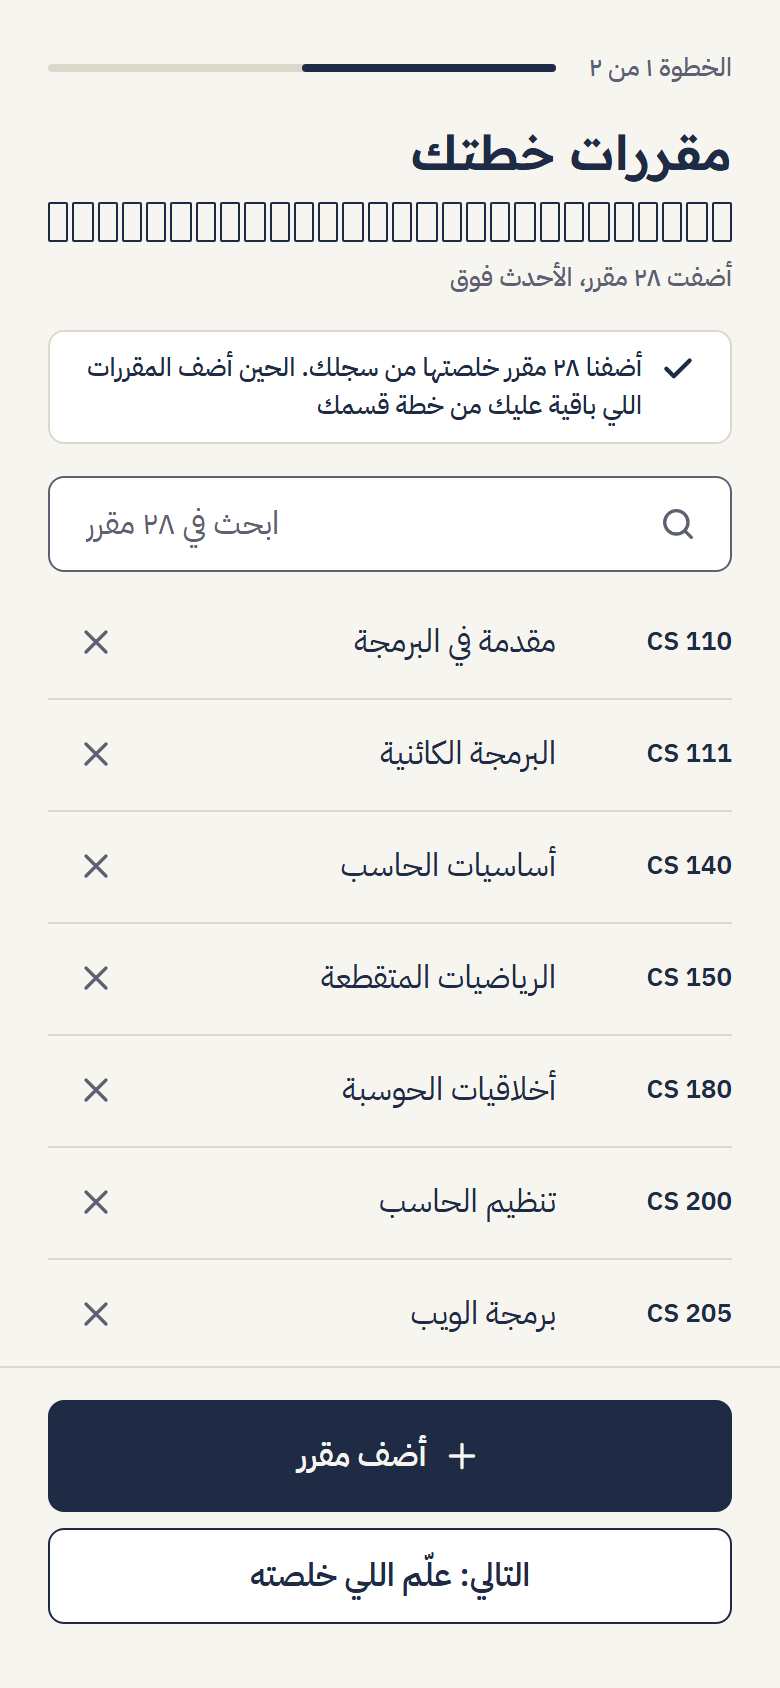 الخطوة ١ من ٢
مقررات خطتك
أضفت ٢٨ مقرر، الأحدث فوق
أضفنا ٢٨ مقرر خلصتها من سجلك. الحين أضف المقررات
اللي باقية عليك من خطة قسمك
ابحث في ٢٨ مقرر
CS 110 مقدمة في البرمجة
CS 111 البرمجة الكائنية
CS 140 أساسيات الحاسب
CS 150 الرياضيات المتقطعة
CS 180 أخلاقيات الحوسبة
CS 200 تنظيم الحاسب
CS 205 برمجة الويب
أضف مقرر
التالي: علّم اللي خلصته